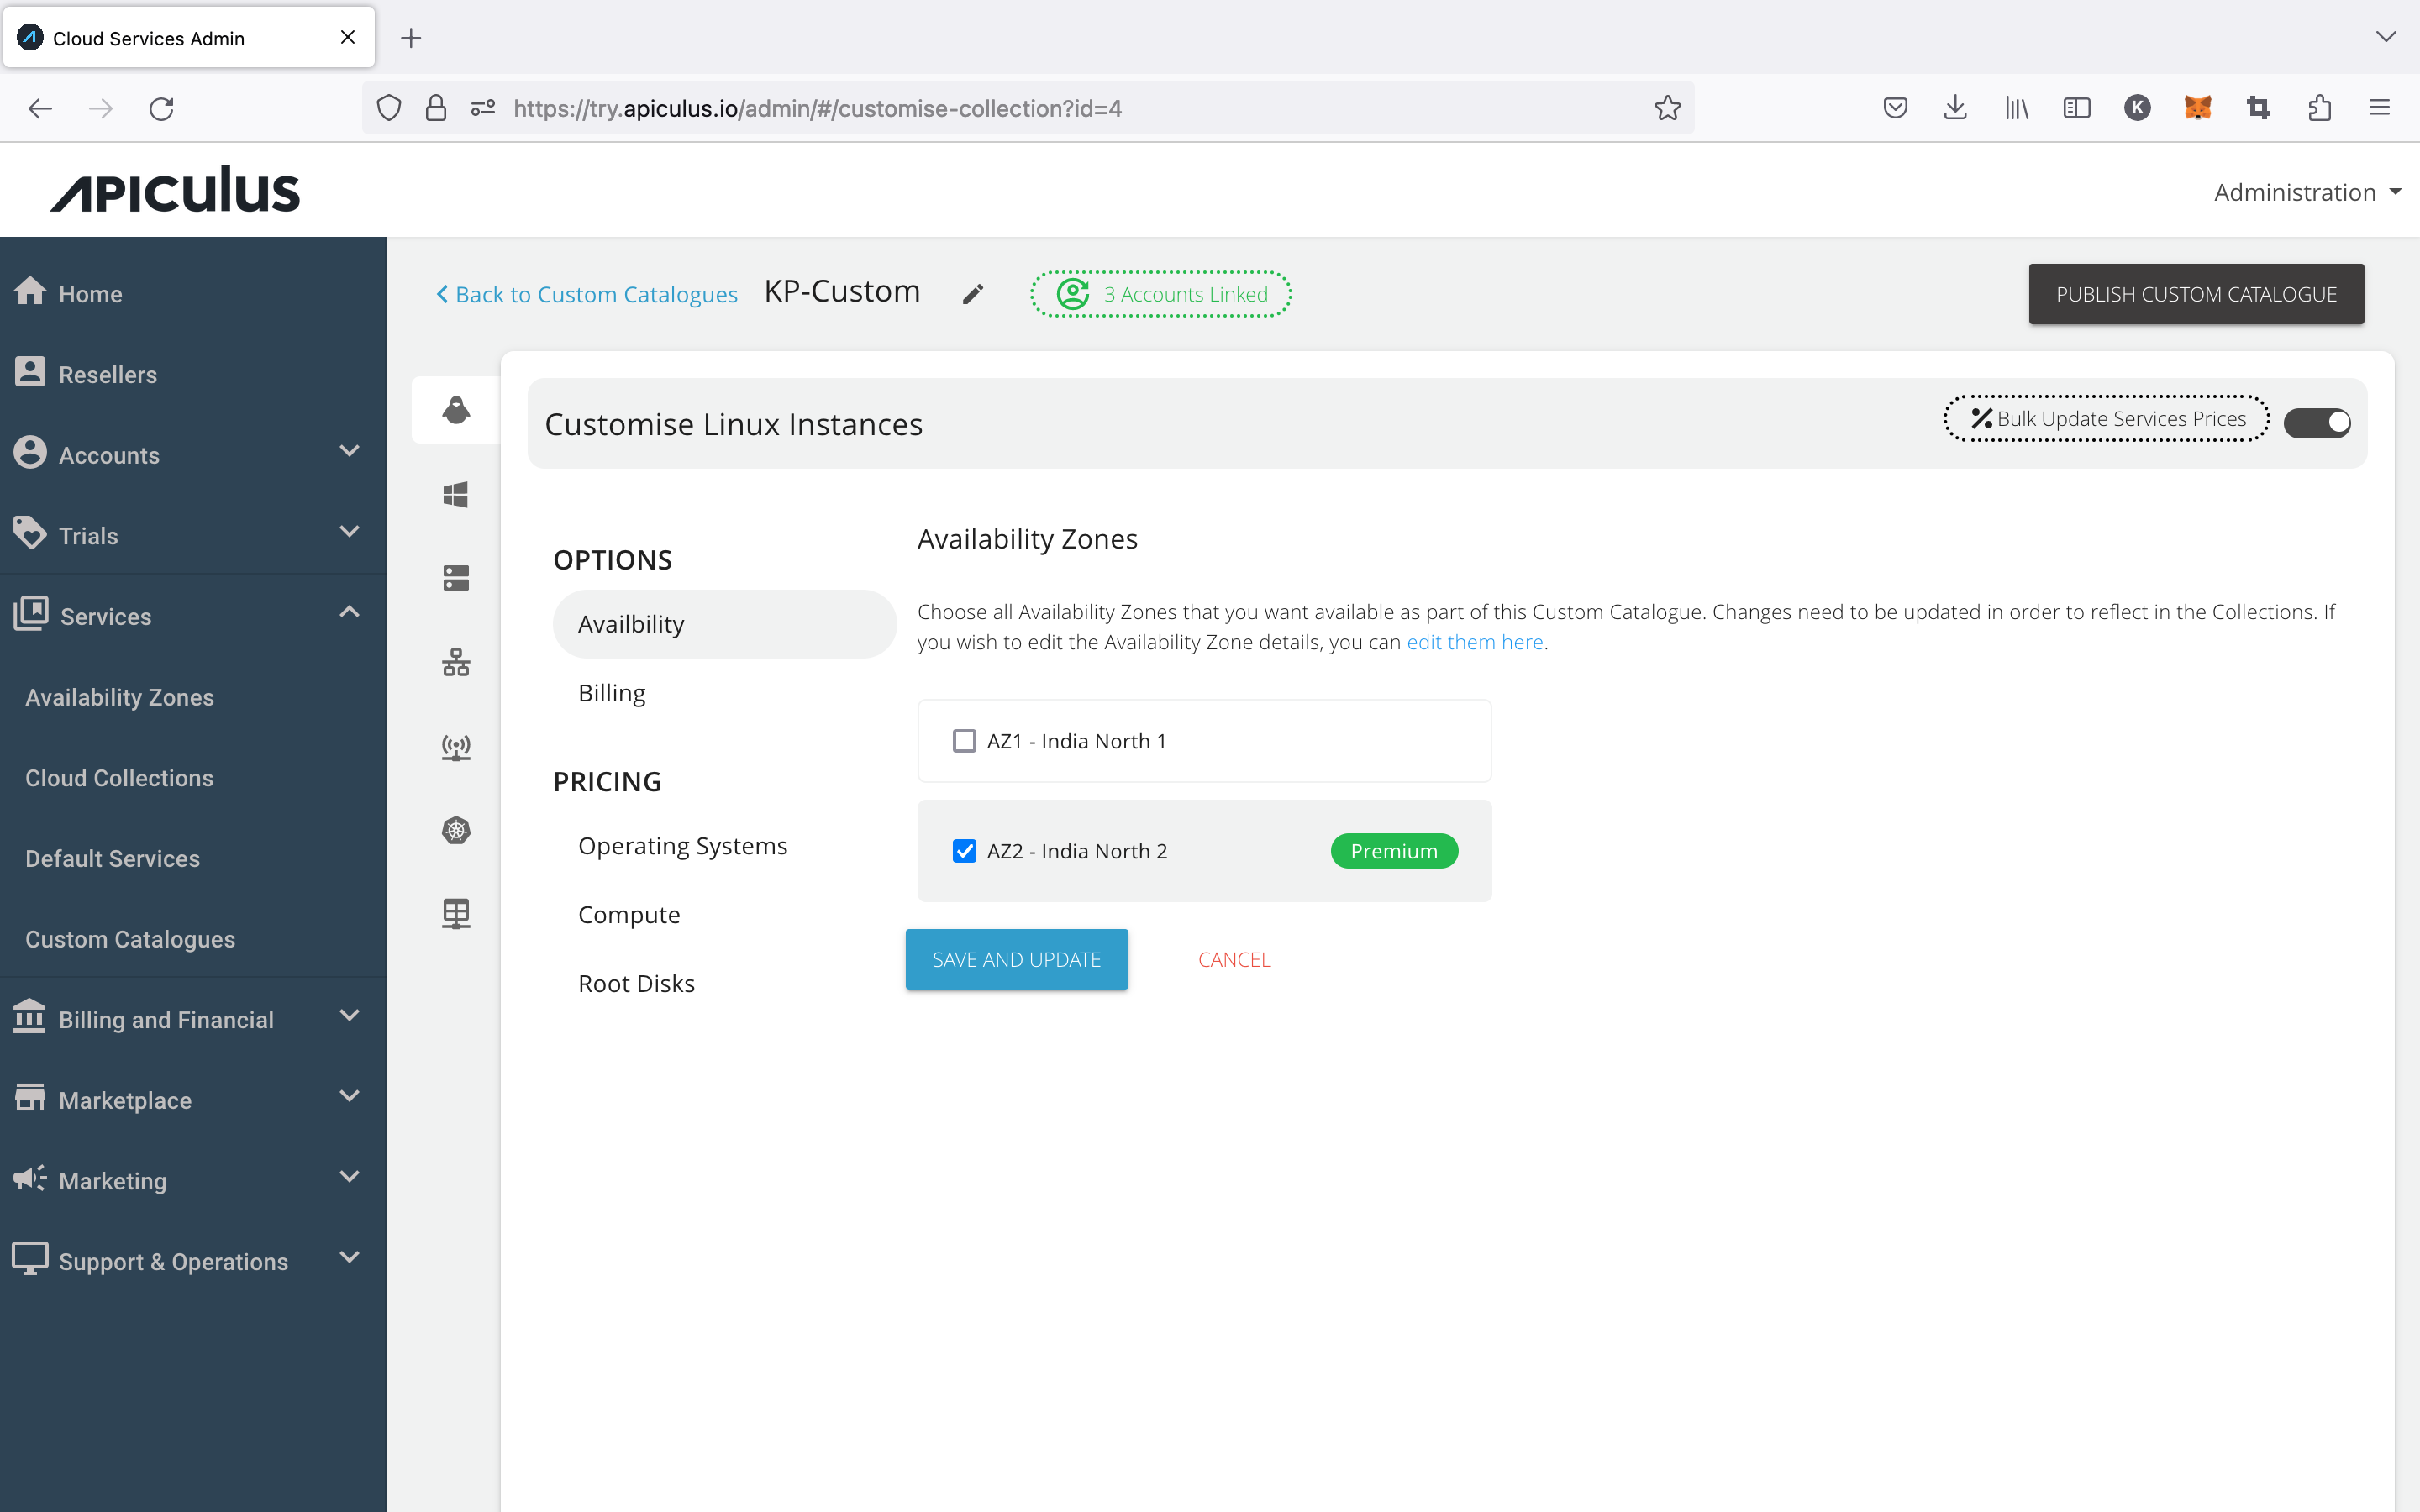 Cloud Services Admin
https://try.apiculus.io/admin/#/customise-collection?id=4
K
APICULUS
Administration
Home
Resellers
Accounts
Trials
Services
Availability Zones
Cloud Collections
Default Services
Custom Catalogues
Billing and Financial
Marketplace
Marketing
Support & Operations
Back to Custom Catalogues
KP-Custom
3 Accounts Linked
PUBLISH CUSTOM CATALOGUE
Customise Linux Instances
Bulk Update Services Prices
OPTIONS
Availbility
Billing
PRICING
Operating Systems
Compute
Root Disks
Availability Zones
Choose all Availability Zones that you want available as part of this Custom Catalogue. Changes need to be updated in order to reflect in the Collections. If
you wish to edit the Availability Zone details, you can edit them here.
AZ1 - India North 1
AZ2 - India North 2
Premium
SAVE AND UPDATE
CANCEL